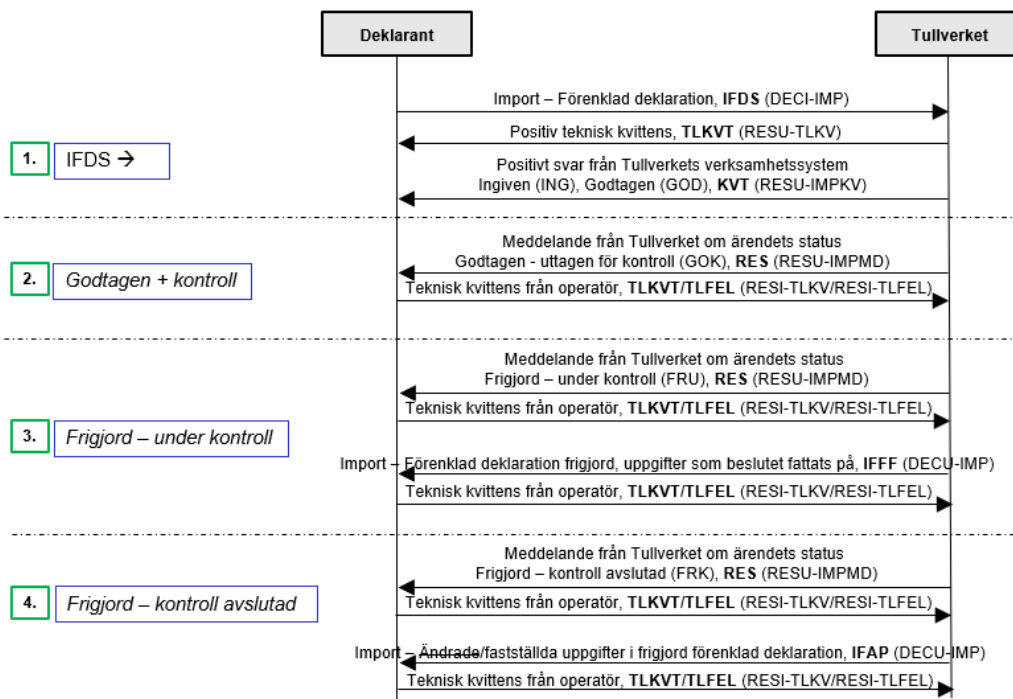 Deklarant
Tullverket
Import – Förenklad deklaration, IFDS (DECI-IMP)
Positiv teknisk kvittens, TLKVT (RESU-TLKV)
1.
IFDS →
Positivt svar från Tullverkets verksamhetssystem
Ingiven (ING), Godtagen (GOD), KVT (RESU-IMPKV)
Meddelande från Tullverket om ärendets status
2.
Godtagen + kontroll
Godtagen - uttagen för kontroll (GOK), RES (RESU-IMPMD)
Teknisk kvittens från operatör, TLKVT/TLFEL (RESI-TLKV/RESI-TLFEL)
Meddelande från Tullverket om ärendets status
Frigjord – under kontroll (FRU), RES (RESU-IMPMD)
Teknisk kvittens från operatör, TLKVT/TLFEL (RESI-TLKV/RESI-TLFEL)
3.
Frigjord – under kontroll
Import – Förenklad deklaration frigjord, uppgifter som beslutet fattats på, IFFF (DECU-IMP)
Teknisk kvittens från operatör, TLKVT/TLFEL (RESI-TLKV/RESI-TLFEL)
Meddelande från Tullverket om ärendets status
Frigjord – kontroll avslutad (FRK), RES (RESU-IMPMD)
4.
Frigjord – kontroll avslutad
Teknisk kvittens från operatör, TLKVT/TLFEL (RESI-TLKV/RESI-TLFEL)
Import – Ändrade/fastställda uppgifter i frigjord förenklad deklaration, IFAP (DECU-IMP)
Teknisk kvittens från operatör, TLKVT/TLFEL (RESI-TLKV/RESI-TLFEL)